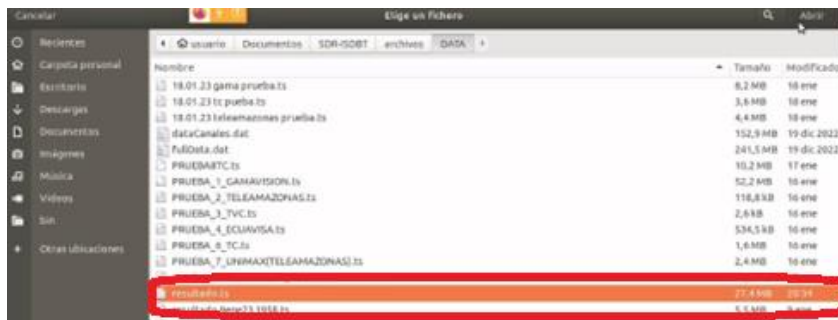 Cancelar Elige un fichero Abrir
Recientes usuario Documentos SDR-ISDBT archivos DATA
Carpeta personal Nombre Tamaño Modificado
Escritorio 18.01.23 gama prueba.ts 8,2 MB 18 ene
18.01.23 tc pueba.ts 3,6 MB 18 ene
Descargas 18.01.23 teleamazonas prueba.ts 4,4 MB 18 ene
Documentos dataCanales.dat 152,9 MB 19 dic 2022
Imágenes fullData.dat 241,5 MB 19 dic 2022
PRUEBA8TC.ts 10,2 MB 17 ene
Música PRUEBA_1_GAMAVISION.ts 52,2 MB 16 ene
Vídeos PRUEBA_2_TELEAMAZONAS.ts 118,8 kB 16 ene
PRUEBA_3_TVC.ts 2,6 kB 16 ene
bin PRUEBA_4_ECUAVISA.ts 534,5 kB 16 ene
PRUEBA_6_TC.ts 1,6 MB 16 ene
Otras ubicaciones PRUEBA_7_UNIMAX(TELEAMAZONAS).ts 2,4 MB 16 ene
resultado.ts 27,4 MB 20:54
5,5 MB 9 ene